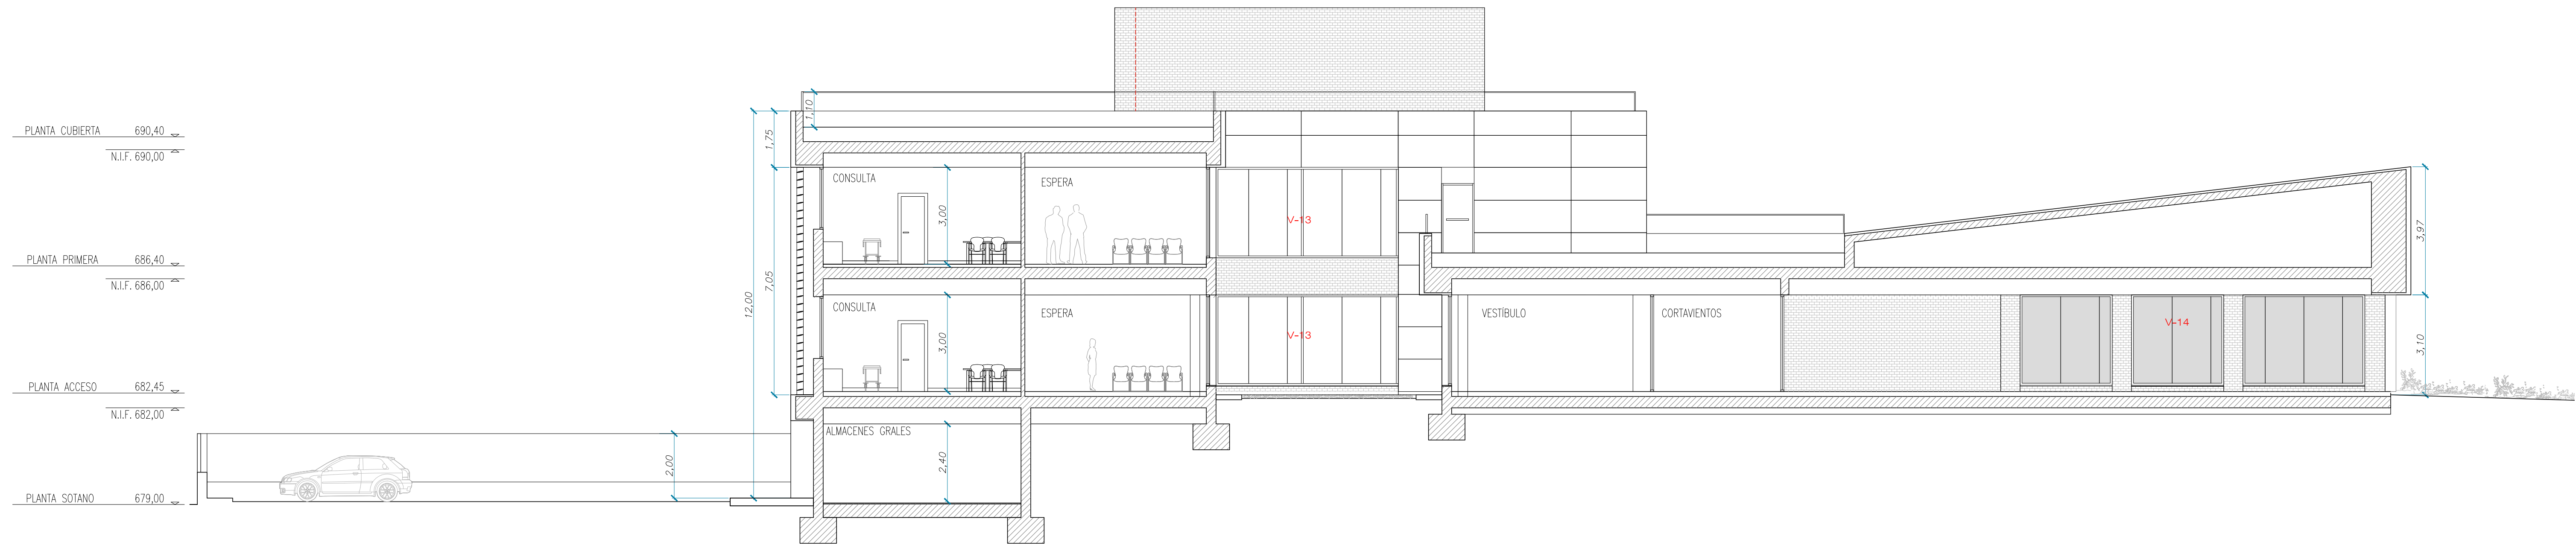 PLANTA CUBIERTA 690,40
N.I.F. 690,00
PLANTA PRIMERA 686,40
N.I.F. 686,00
PLANTA ACCESO 682,45
N.I.F. 682,00
PLANTA SOTANO 679,00
2,00
12,00
1,75
7,05
1,10
CONSULTA
3,00
ESPERA
V-13
CONSULTA
3,00
ESPERA
V-13
VESTÍBULO
CORTAVIENTOS
V-14
3,97
3,10
ALMACENES GRALES
2,40